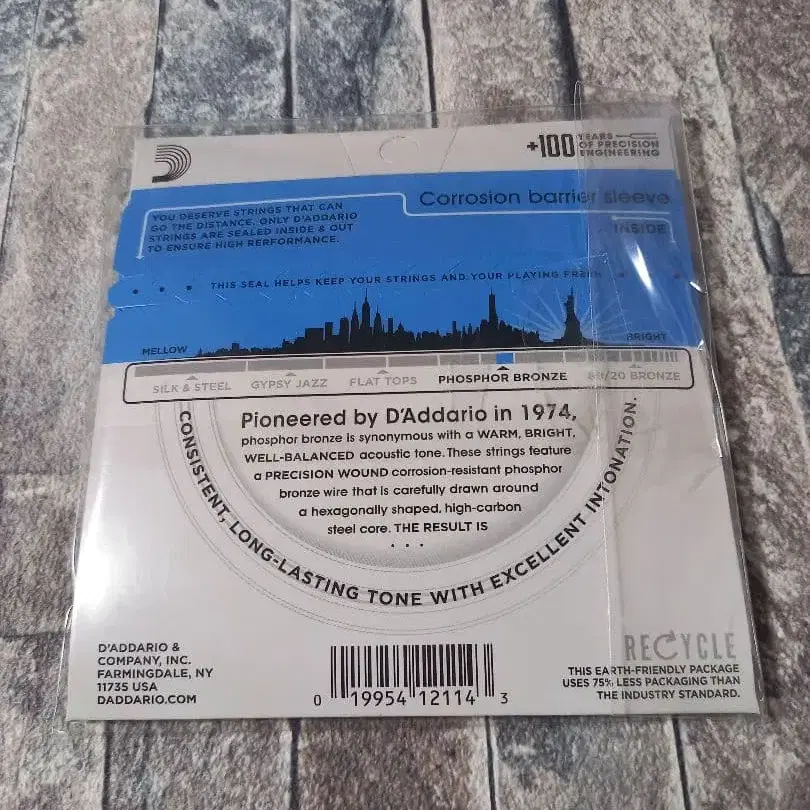 +100 YEARS
OF PRECISION
ENGINEERING
YOU DESERVE STRINGS THAT CAN
GO THE DISTANCE. ONLY D'ADDARIO
STRINGS ARE SEALED INSIDE & OUT
TO ENSURE HIGH RERFORMANCE.
Corrosion barrier sleeve
INSIDE
• • • THIS SEAL HELPS KEEP YOUR STRINGS AND YOUR PLAYING FRESH • • •
MELLOW
BRIGHT
SILK & STEEL GYPSY JAZZ FLAT TOPS PHOSPHOR BRONZE 80/20 BRONZE
Pioneered by D'Addario in 1974,
phosphor bronze is synonymous with a WARM, BRIGHT,
WELL-BALANCED acoustic tone. These strings feature
a PRECISION WOUND corrosion-resistant phosphor
bronze wire that is carefully drawn around
a hexagonally shaped, high-carbon
steel core. THE RESULT IS
...
CONSISTENT, LONG-LASTING TONE WITH EXCELLENT INTONATION.
D'ADDARIO &
COMPANY, INC.
FARMINGDALE, NY
11735 USA
DADDARIO.COM
0 19954 12114 3
RECYCLE
THIS EARTH-FRIENDLY PACKAGE
USES 75% LESS PACKAGING THAN
THE INDUSTRY STANDARD.